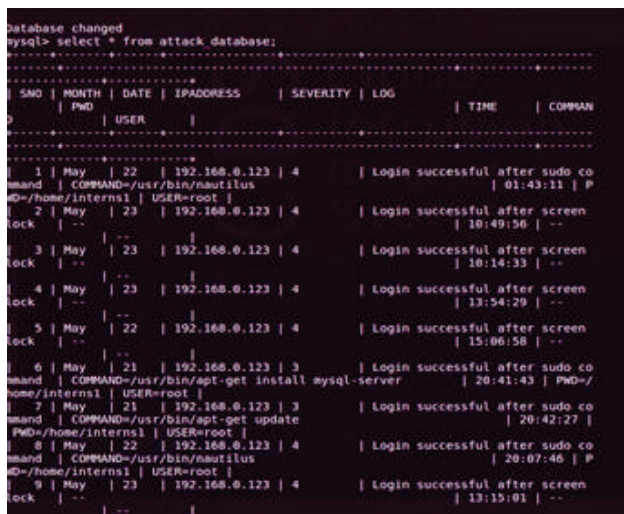 Database changed
mysql> select * from attack_database;
| SNO | MONTH | DATE | IPADDRESS | SEVERITY | LOG
| PWD | TIME | COMMAN
D | USER |
| 1 | May | 22 | 192.168.0.123 | 4 | Login successful after sudo co
mmand | COMMAND=/usr/bin/nautilus | 01:43:11 | P
WD=/home/interns1 | USER=root |
| 2 | May | 23 | 192.168.0.123 | 4 | Login successful after screen
lock | -- | 10:49:56 | --
| -- |
| 3 | May | 23 | 192.168.0.123 | 4 | Login successful after screen
lock | -- | 10:14:33 | --
| -- |
| 4 | May | 23 | 192.168.0.123 | 4 | Login successful after screen
lock | -- | 13:54:29 | --
| -- |
| 5 | May | 22 | 192.168.0.123 | 4 | Login successful after screen
lock | -- | 15:06:58 | --
| -- |
| 6 | May | 21 | 192.168.0.123 | 3 | Login successful after sudo co
mmand | COMMAND=/usr/bin/apt-get install mysql-server | 20:41:43 | PWD=/
home/interns1 | USER=root |
| 7 | May | 21 | 192.168.0.123 | 3 | Login successful after sudo co
mmand | COMMAND=/usr/bin/apt-get update | 20:42:27 |
PWD=/home/interns1 | USER=root |
| 8 | May | 22 | 192.168.0.123 | 4 | Login successful after sudo co
mmand | COMMAND=/usr/bin/nautilus | 20:07:46 | P
WD=/home/interns1 | USER=root |
| 9 | May | 23 | 192.168.0.123 | 4 | Login successful after screen
lock | -- | 13:15:01 | --
| -- |